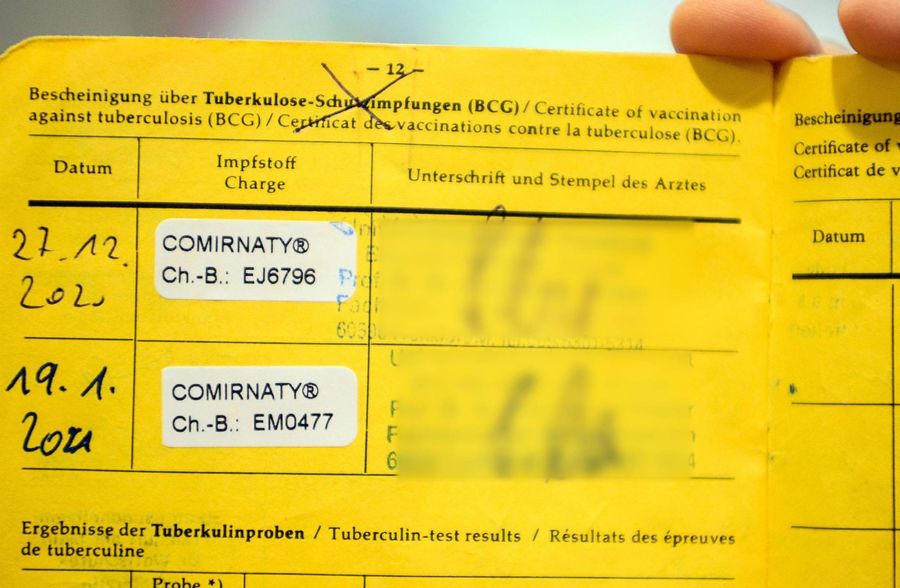 – 12 –
Bescheinigung über Tuberkulose-Schutzimpfungen (BCG) / Certificate of vaccination
against tuberculosis (BCG) / Certificat des vaccinations contre la tuberculose (BCG).
Datum
Impfstoff
Charge
Unterschrift und Stempel des Arztes
27.12.
202
COMIRNATY®
Ch.-B.: EJ6796
19.1.
2021
COMIRNATY®
Ch.-B.: EM0477
Ergebnisse der Tuberkulinproben / Tuberculin-test results / Résultats des épreuves
de tuberculine
Probe *)
Bescheinigung
Certificate of
Certificat de
Datum